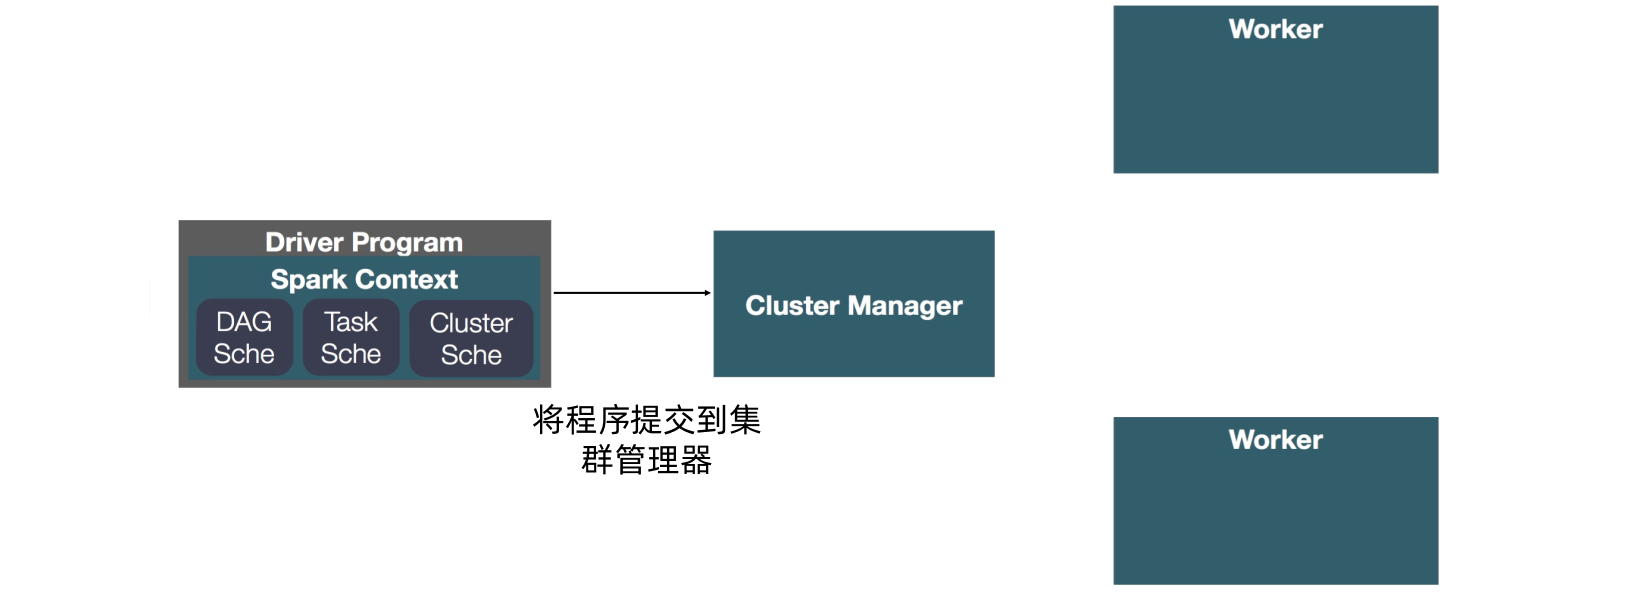 Worker
Driver Program
Spark Context
DAG
Sche
Task
Sche
Cluster
Sche
Cluster Manager
将程序提交到集
群管理器
Worker